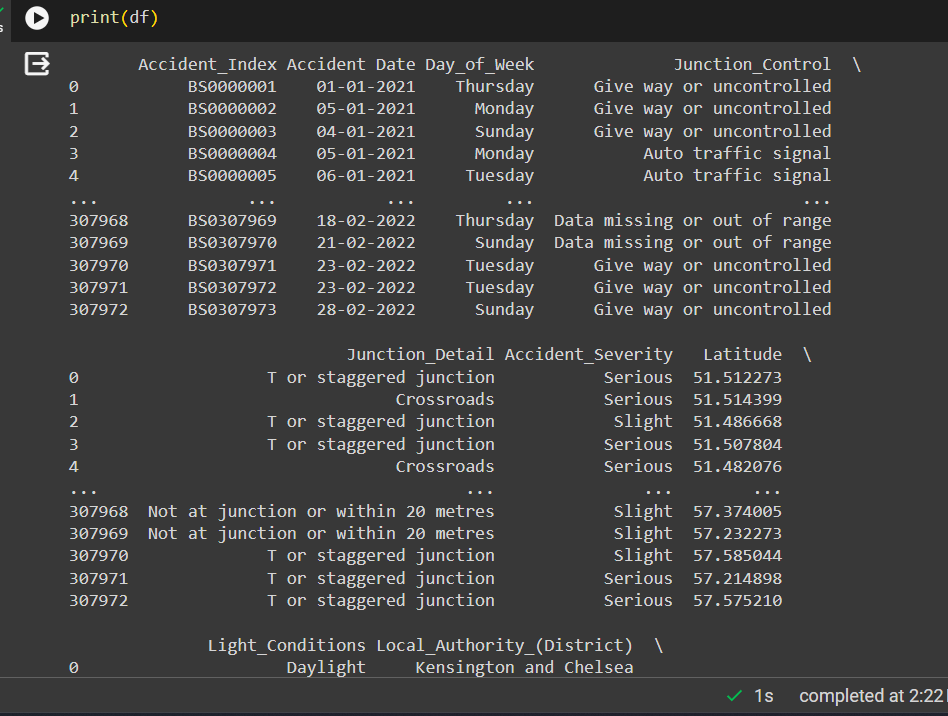 print(df)
Accident_Index Accident Date Day_of_Week Junction_Control \
0 BS0000001 01-01-2021 Thursday Give way or uncontrolled
1 BS0000002 05-01-2021 Monday Give way or uncontrolled
2 BS0000003 04-01-2021 Sunday Give way or uncontrolled
3 BS0000004 05-01-2021 Monday Auto traffic signal
4 BS0000005 06-01-2021 Tuesday Auto traffic signal
... ... ... ... ...
307968 BS0307969 18-02-2022 Thursday Data missing or out of range
307969 BS0307970 21-02-2022 Sunday Data missing or out of range
307970 BS0307971 23-02-2022 Tuesday Give way or uncontrolled
307971 BS0307972 23-02-2022 Tuesday Give way or uncontrolled
307972 BS0307973 28-02-2022 Sunday Give way or uncontrolled
Junction_Detail Accident_Severity Latitude \
0 T or staggered junction Serious 51.512273
1 Crossroads Serious 51.514399
2 T or staggered junction Slight 51.486668
3 T or staggered junction Serious 51.507804
4 Crossroads Serious 51.482076
... ... ... ...
307968 Not at junction or within 20 metres Slight 57.374005
307969 Not at junction or within 20 metres Slight 57.232273
307970 T or staggered junction Slight 57.585044
307971 T or staggered junction Serious 57.214898
307972 T or staggered junction Serious 57.575210
Light_Conditions Local_Authority_(District) \
0 Daylight Kensington and Chelsea
1s completed at 2:22